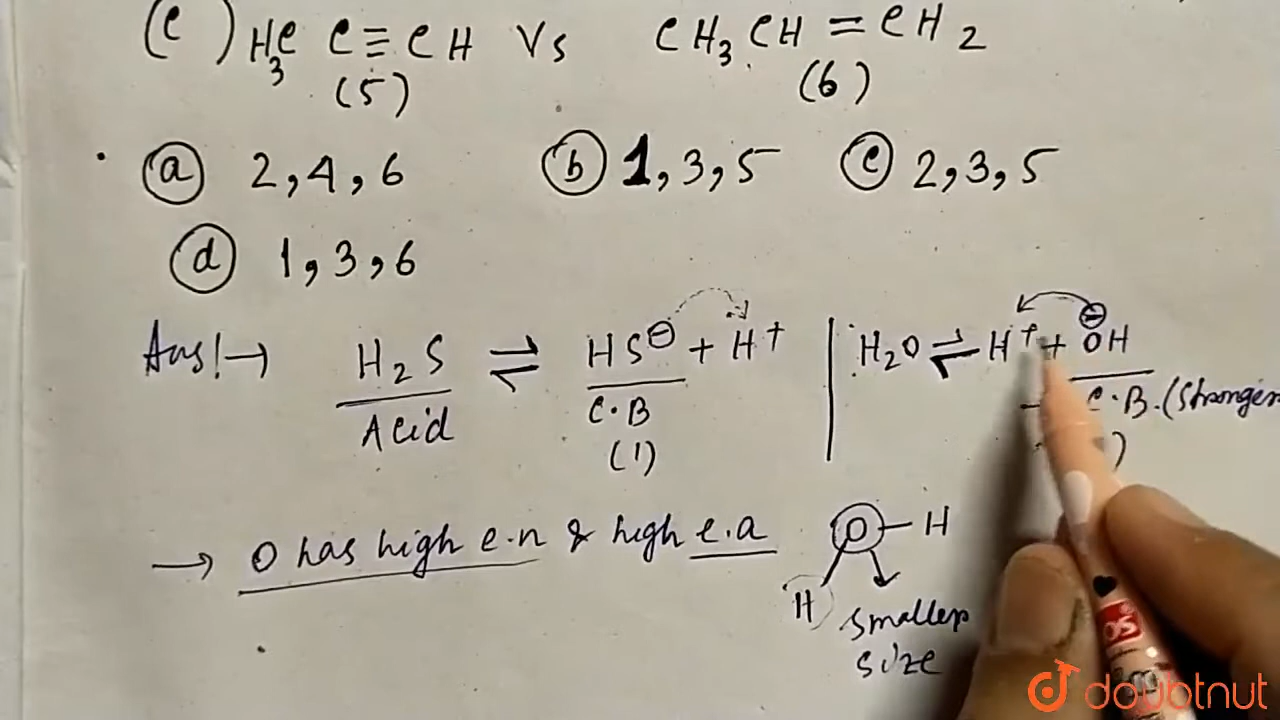 (C) H3C C≡CH Vs CH3CH=CH2
(5) (6)
(a) 2,4,6 (b) 1,3,5 (c) 2,3,5
(d) 1,3,6
Ans!→ H2S ⇌ HS⊖ + H+ | H2O ⇌ H+ + ⊖OH
Acid C·B C·B.(Stronger
(1) )
→ O has high e.n & high e.a O–H
H Smaller
size
os
doubtnut